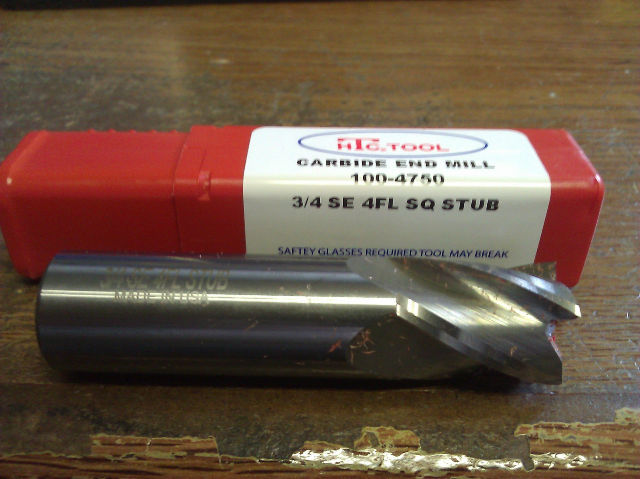 HTC TOOL
CARBIDE END MILL
100-4750
3/4 SE 4FL SQ STUB
SAFTEY GLASSES REQUIRED TOOL MAY BREAK
3/4 SE 4FL STUB
MADE IN USA